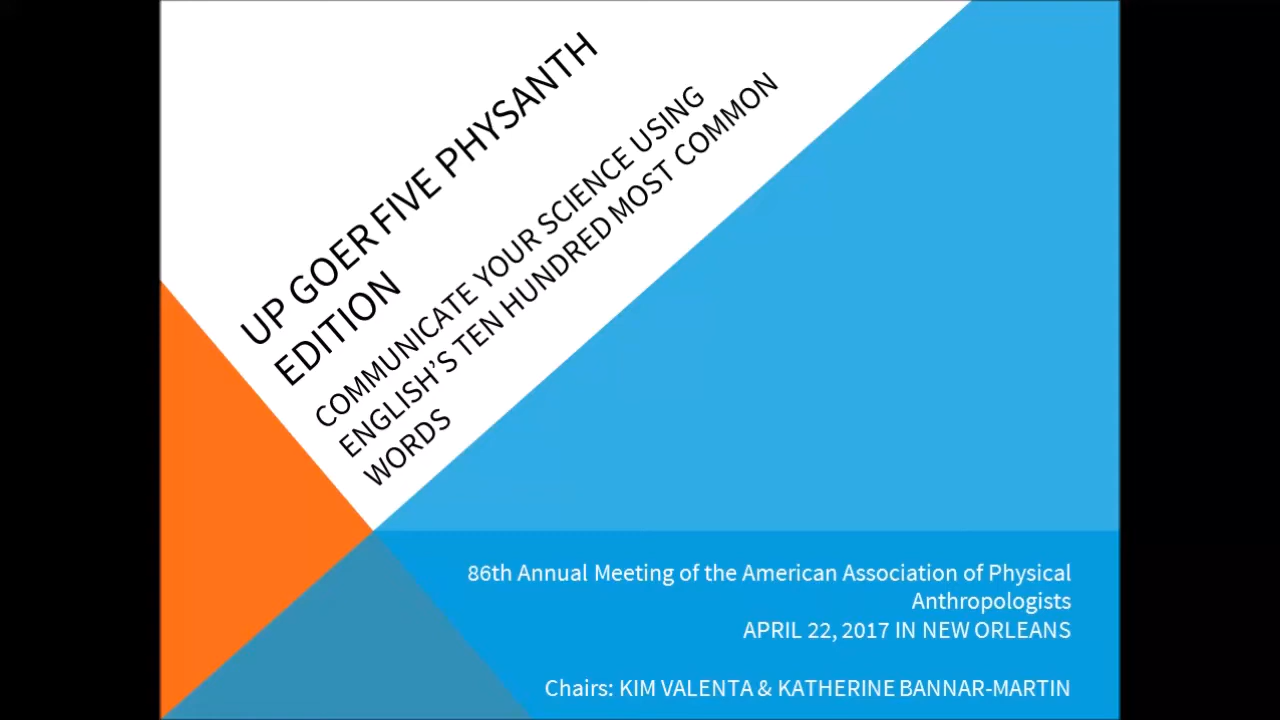 UP GOER FIVE PHYSANTH
EDITION
COMMUNICATE YOUR SCIENCE USING
ENGLISH’S TEN HUNDRED MOST COMMON
WORDS
86th Annual Meeting of the American Association of Physical
Anthropologists
APRIL 22, 2017 IN NEW ORLEANS
Chairs: KIM VALENTA & KATHERINE BANNAR-MARTIN